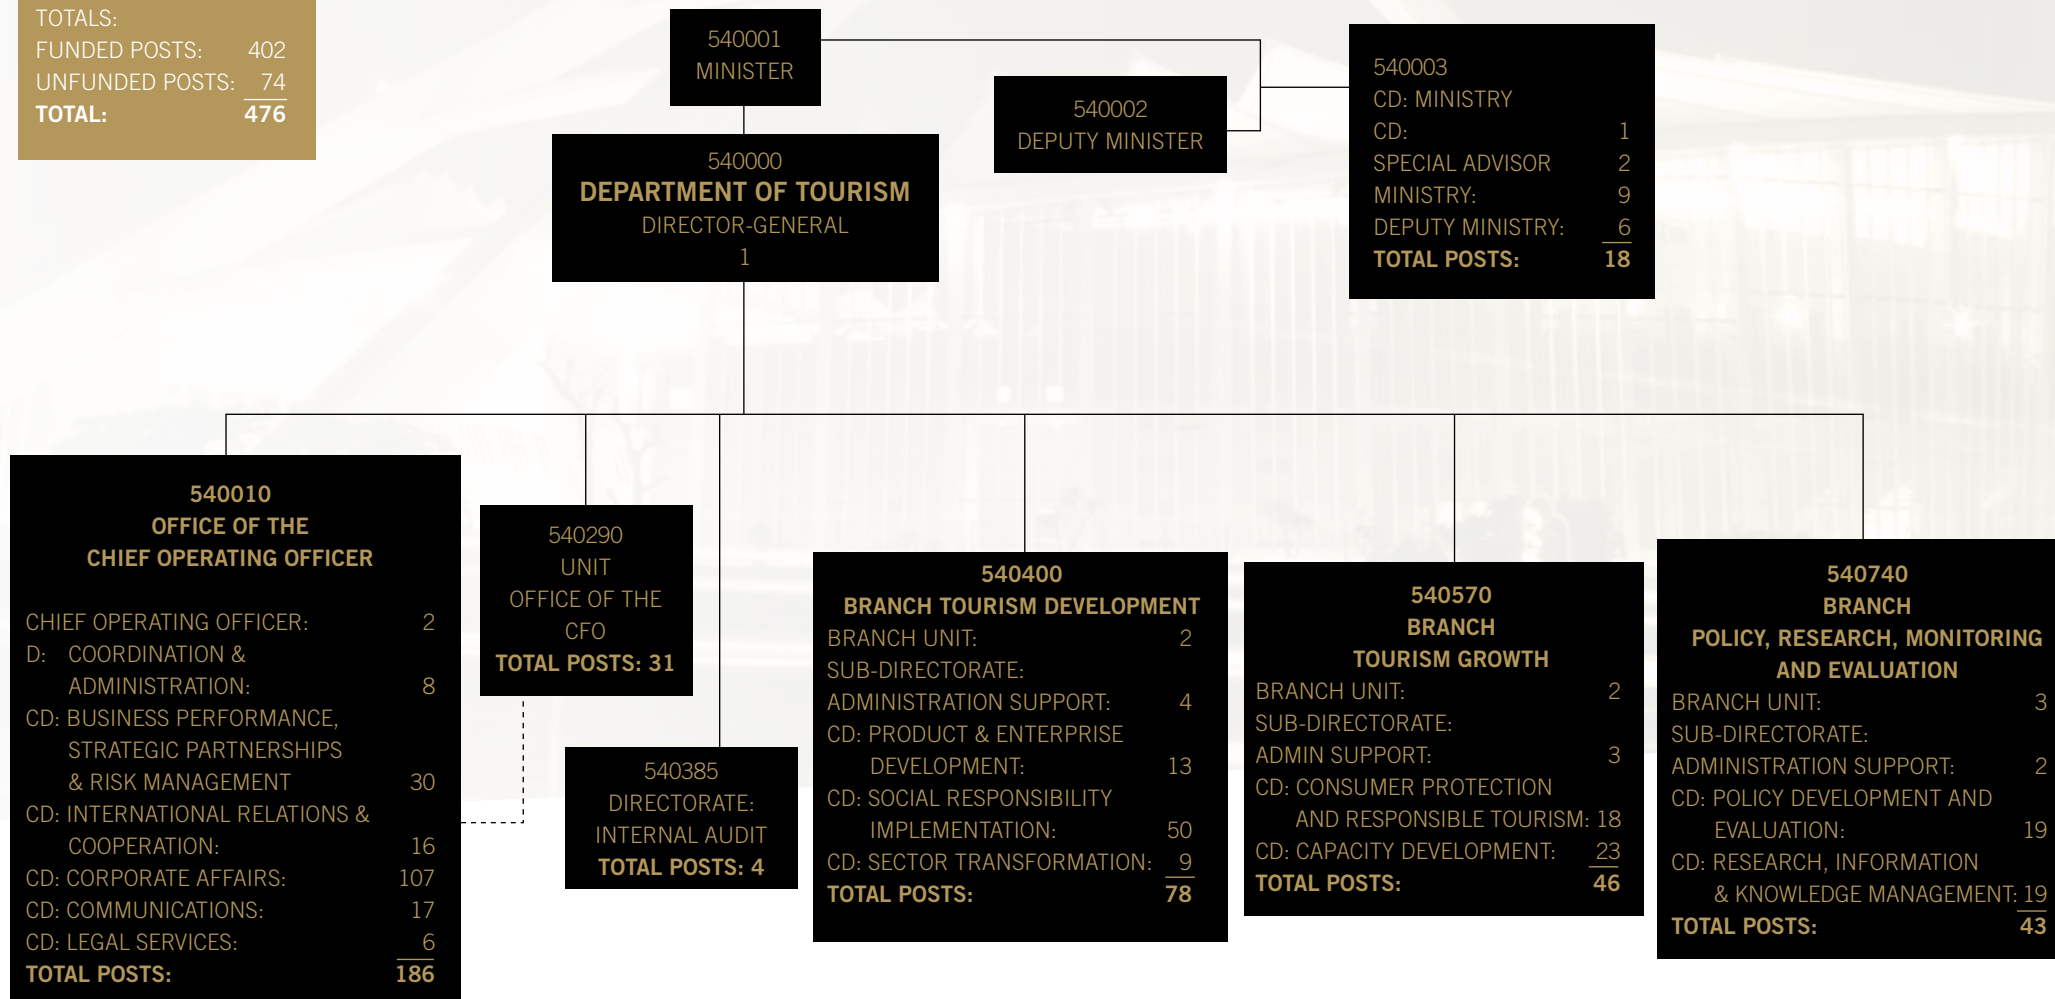 TOTALS:
FUNDED POSTS: 402
UNFUNDED POSTS: 74
TOTAL: 476
540001
MINISTER
540002
DEPUTY MINISTER
540003
CD: MINISTRY
CD: 1
SPECIAL ADVISOR 2
MINISTRY: 9
DEPUTY MINISTRY: 6
TOTAL POSTS: 18
540000
DEPARTMENT OF TOURISM
DIRECTOR-GENERAL
1
540010
OFFICE OF THE
CHIEF OPERATING OFFICER
CHIEF OPERATING OFFICER: 2
D: COORDINATION &
ADMINISTRATION: 8
CD: BUSINESS PERFORMANCE,
STRATEGIC PARTNERSHIPS
& RISK MANAGEMENT 30
CD: INTERNATIONAL RELATIONS &
COOPERATION: 16
CD: CORPORATE AFFAIRS: 107
CD: COMMUNICATIONS: 17
CD: LEGAL SERVICES: 6
TOTAL POSTS: 186
540290
UNIT
OFFICE OF THE
CFO
TOTAL POSTS: 31
540385
DIRECTORATE:
INTERNAL AUDIT
TOTAL POSTS: 4
540400
BRANCH TOURISM DEVELOPMENT
BRANCH UNIT: 2
SUB-DIRECTORATE:
ADMINISTRATION SUPPORT: 4
CD: PRODUCT & ENTERPRISE
DEVELOPMENT: 13
CD: SOCIAL RESPONSIBILITY
IMPLEMENTATION: 50
CD: SECTOR TRANSFORMATION: 9
TOTAL POSTS: 78
540570
BRANCH
TOURISM GROWTH
BRANCH UNIT: 2
SUB-DIRECTORATE:
ADMIN SUPPORT: 3
CD: CONSUMER PROTECTION
AND RESPONSIBLE TOURISM: 18
CD: CAPACITY DEVELOPMENT: 23
TOTAL POSTS: 46
540740
BRANCH
POLICY, RESEARCH, MONITORING
AND EVALUATION
BRANCH UNIT: 3
SUB-DIRECTORATE:
ADMINISTRATION SUPPORT: 2
CD: POLICY DEVELOPMENT AND
EVALUATION: 19
CD: RESEARCH, INFORMATION
& KNOWLEDGE MANAGEMENT: 19
TOTAL POSTS: 43